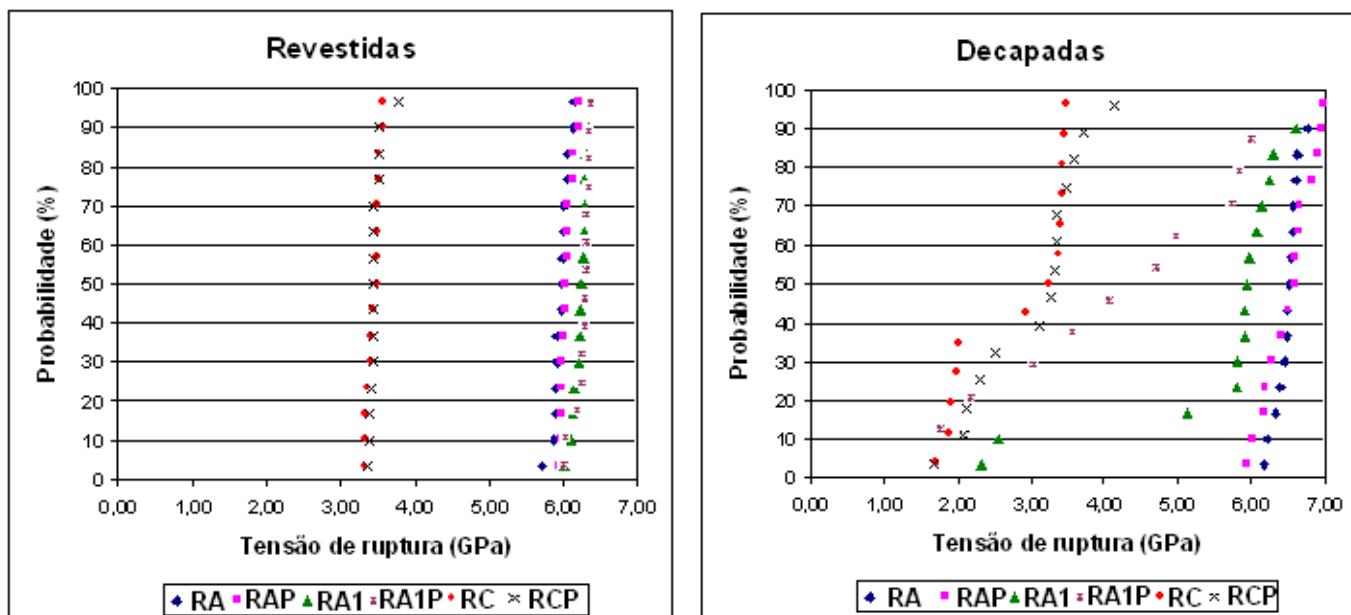 Revestidas
Probabilidade (%)
100
90
80
70
60
50
40
30
20
10
0
0,00 1,00 2,00 3,00 4,00 5,00 6,00 7,00
Tensão de ruptura (GPa)
RA RAP RA1 RA1P RC RCP
Decapadas
Probabilidade (%)
100
90
80
70
60
50
40
30
20
10
0
0,00 1,00 2,00 3,00 4,00 5,00 6,00 7,00
Tensão de ruptura (GPa)
RA RAP RA1 RA1P RC RCP